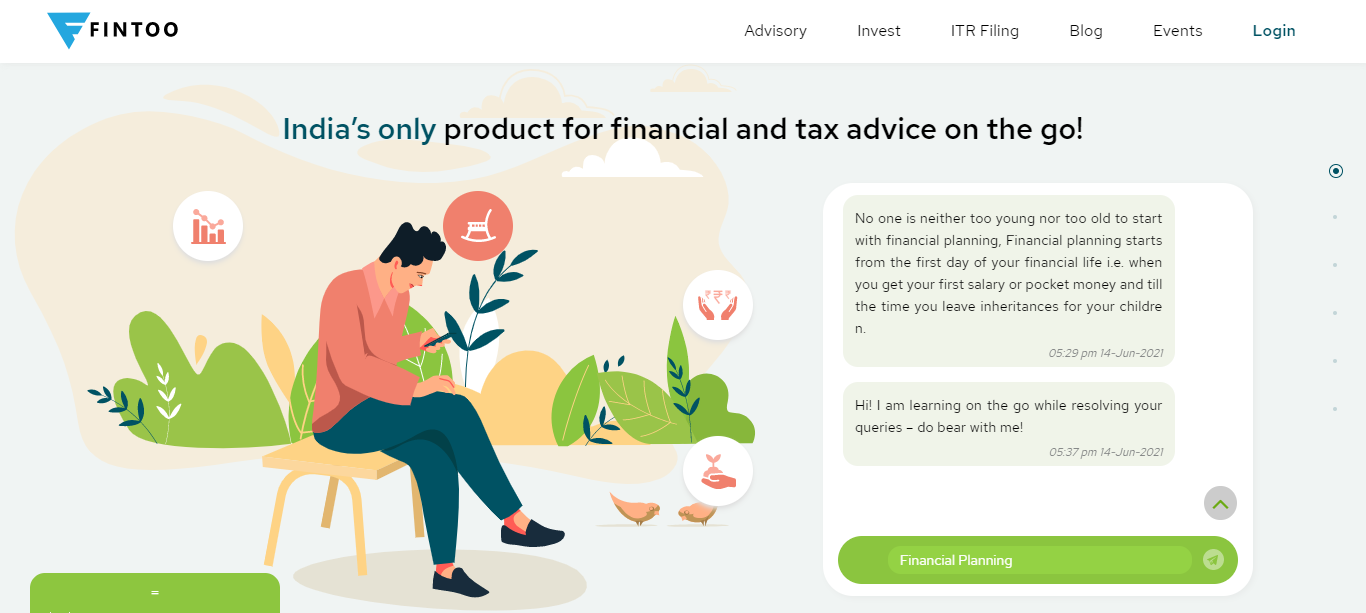 FINTOO
Advisory
Invest
ITR Filing
Blog
Events
Login
India's only product for financial and tax advice on the go!
No one is neither too young nor too old to start
with financial planning, Financial planning starts
from the first day of your financial life i.e. when
you get your first salary or pocket money and till
the time you leave inheritances for your childre
n.
05:29 pm 14-Jun-2021
Hi! I am learning on the go while resolving your
queries – do bear with me!
05:37 pm 14-Jun-2021
Financial Planning